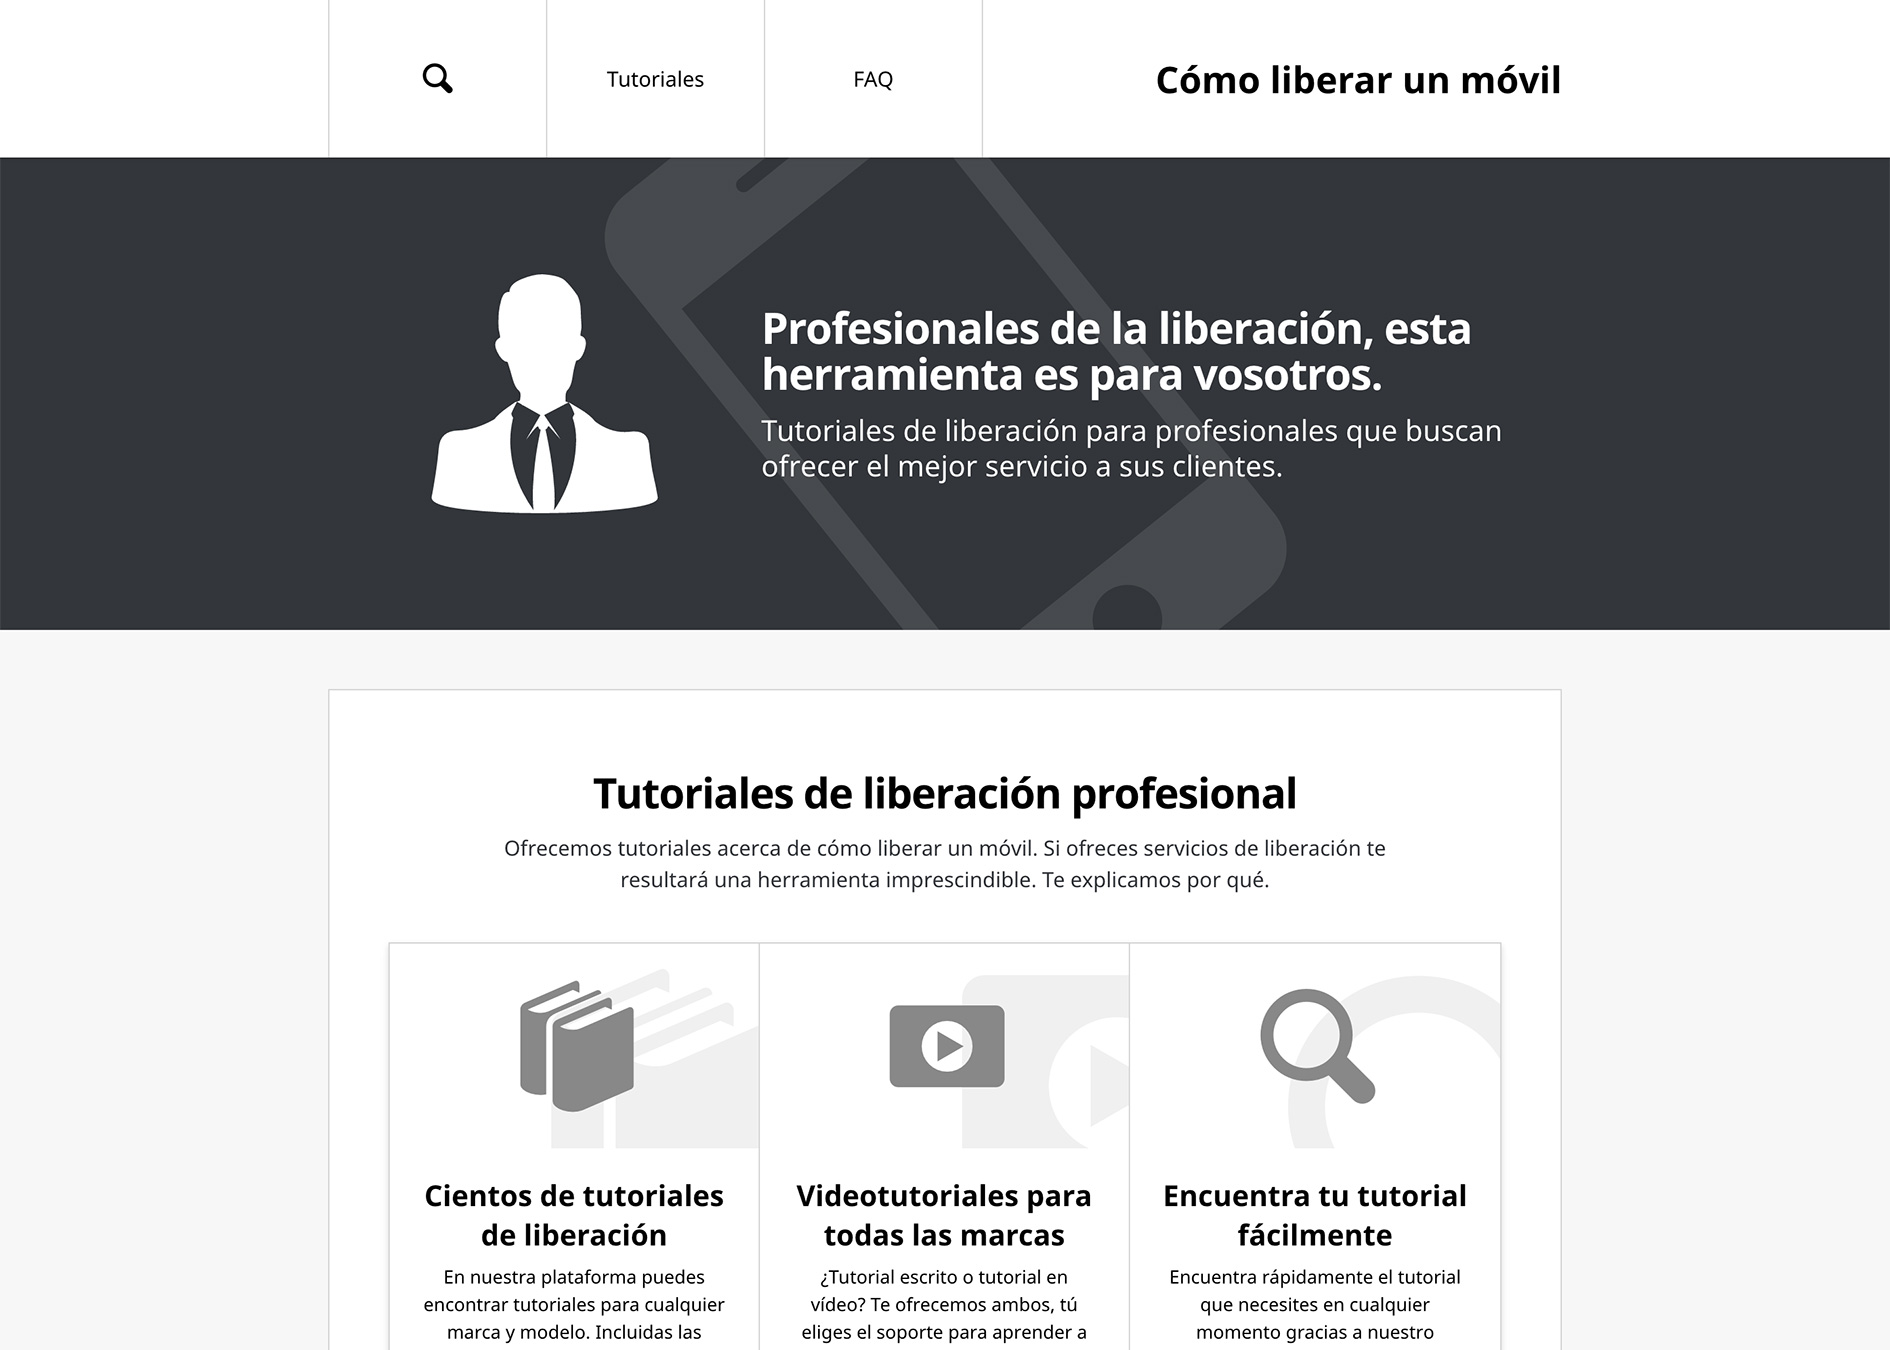 Tutoriales
FAQ
Cómo liberar un móvil
Profesionales de la liberación, esta
herramienta es para vosotros.
Tutoriales de liberación para profesionales que buscan
ofrecer el mejor servicio a sus clientes.
Tutoriales de liberación profesional
Ofrecemos tutoriales acerca de cómo liberar un móvil. Si ofreces servicios de liberación te
resultará una herramienta imprescindible. Te explicamos por qué.
Cientos de tutoriales
de liberación
En nuestra plataforma puedes
encontrar tutoriales para cualquier
marca y modelo. Incluidas las
Videotutoriales para
todas las marcas
¿Tutorial escrito o tutorial en
vídeo? Te ofrecemos ambos, tú
eliges el soporte para aprender a
Encuentra tu tutorial
fácilmente
Encuentra rápidamente el tutorial
que necesites en cualquier
momento gracias a nuestro